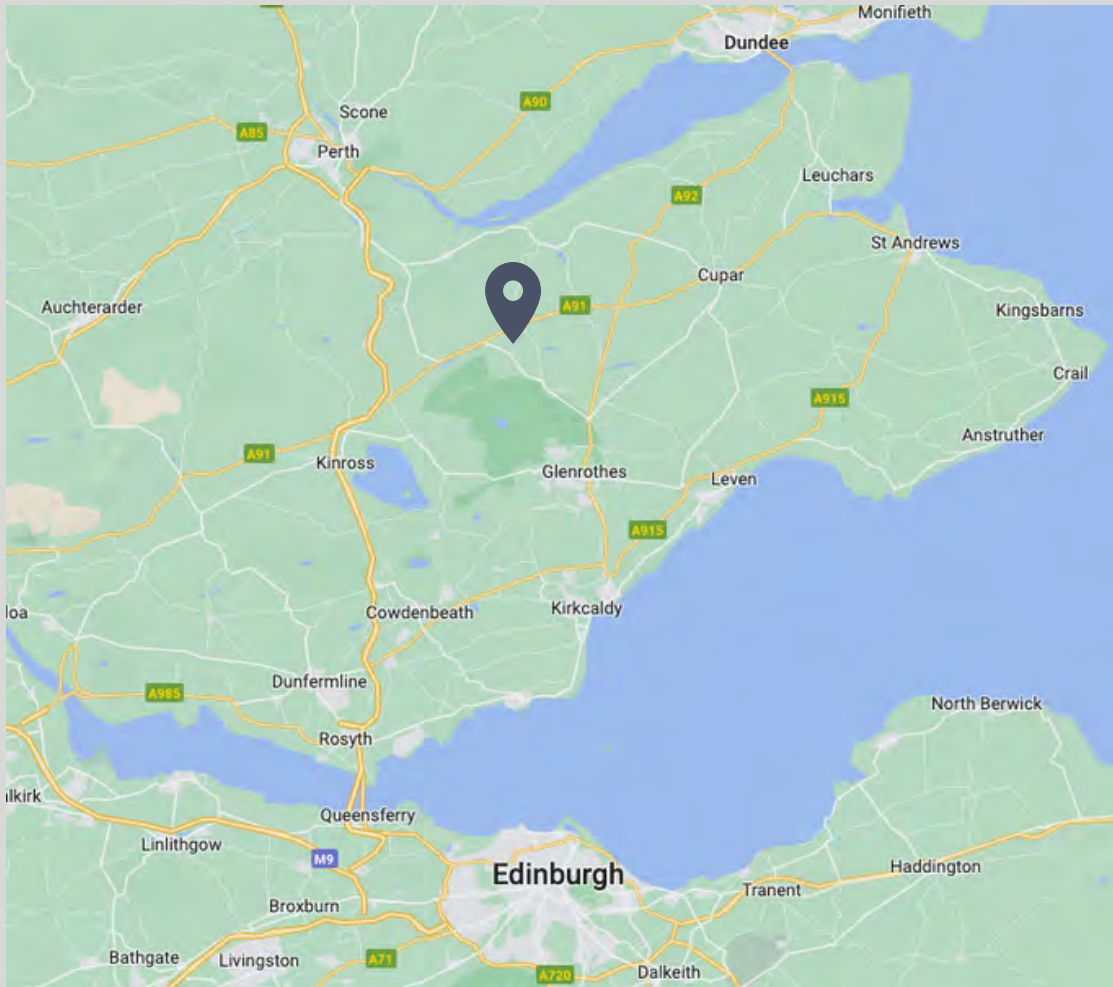 Monifieth
Dundee
A90
Scone
A85
Perth
Leuchars
A92
St Andrews
Cupar
Auchterarder
A91
Kingsbarns
Crail
A915
Anstruther
A91
Kinross
Glenrothes
Leven
A915
loa
Cowdenbeath
Kirkcaldy
Dunfermline
A985
North Berwick
Rosyth
alkirk
Queensferry
Linlithgow
M9
Edinburgh
Haddington
Tranent
Broxburn
Bathgate
Livingston
A71
A720
Dalkeith